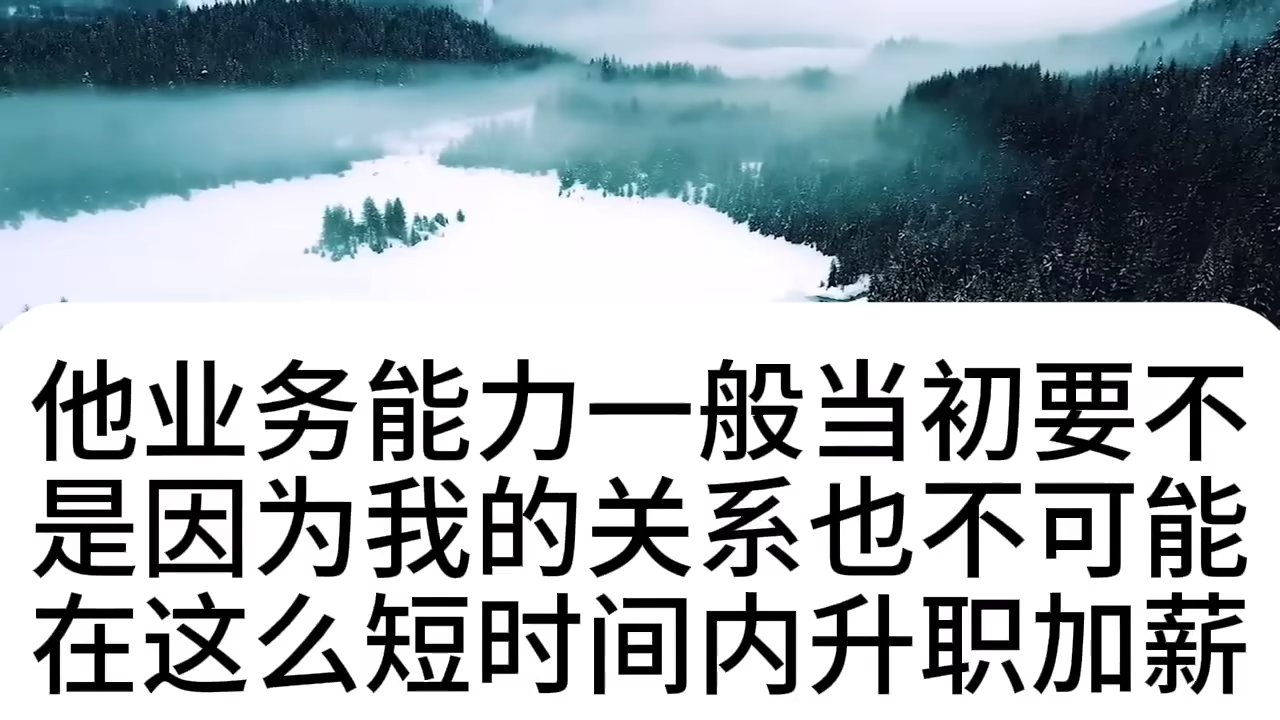 他业务能力一般当初要不
是因为我的关系也不可能
在这么短时间内升职加薪